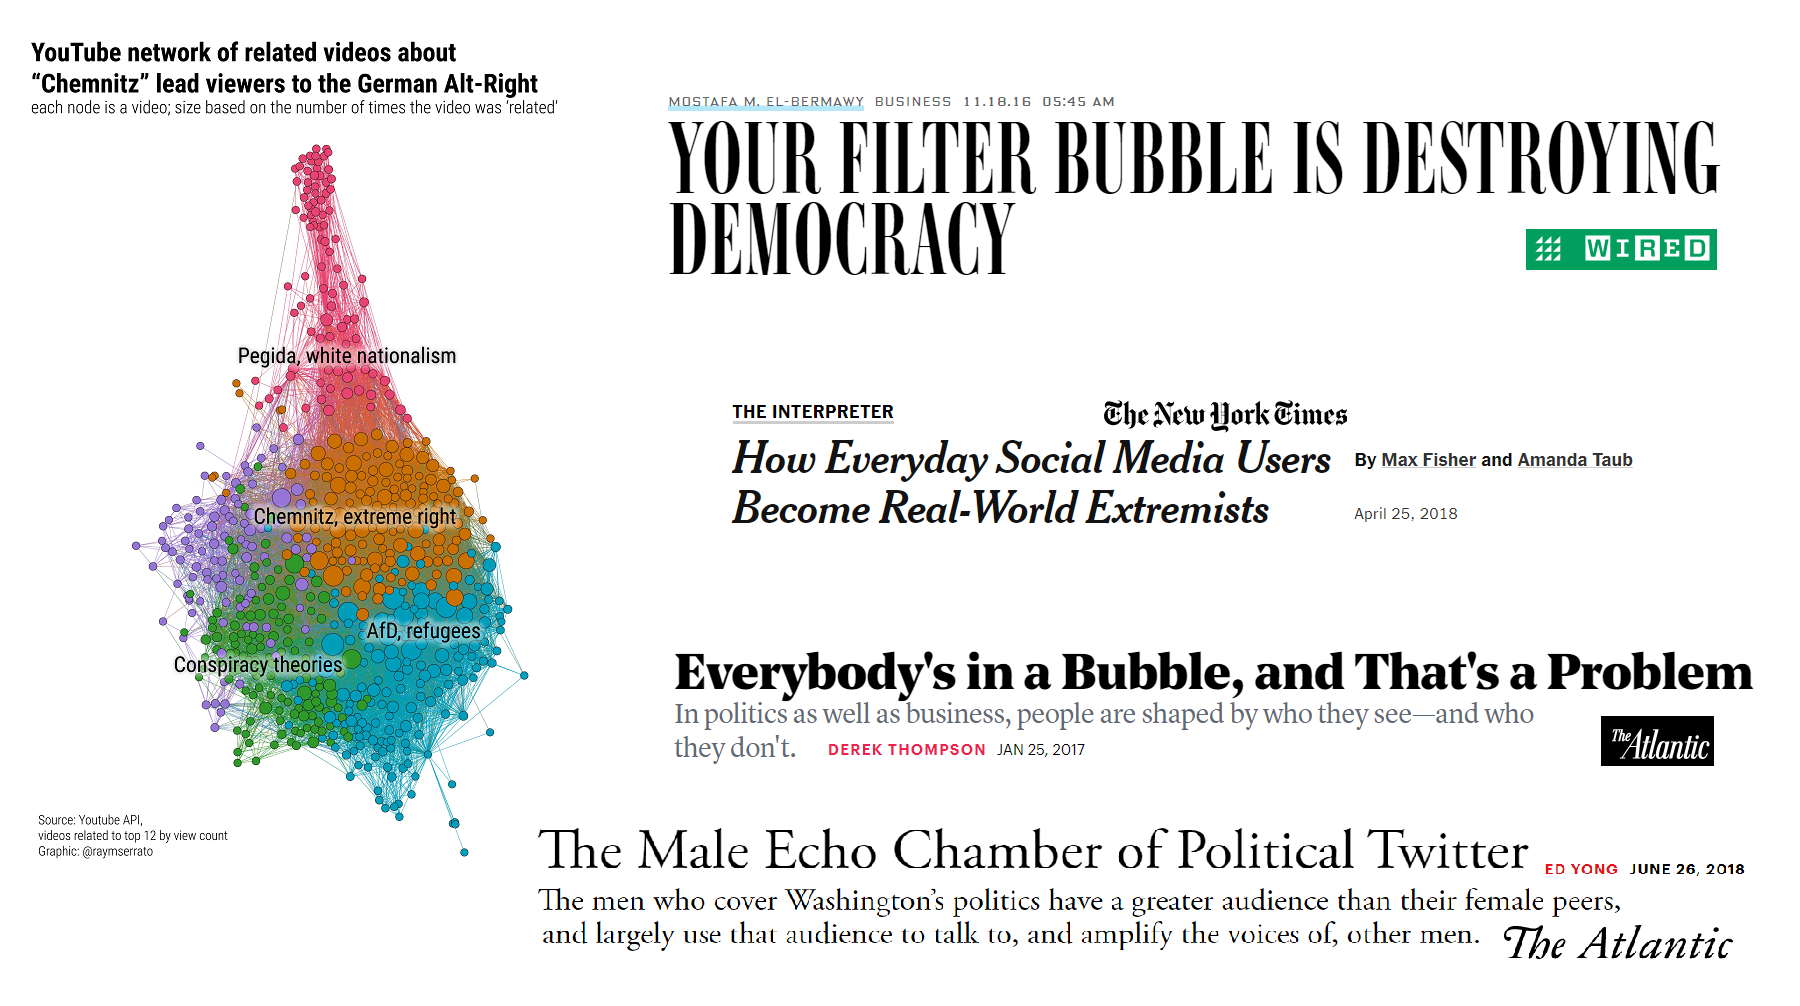 YouTube network of related videos about
“Chemnitz” lead viewers to the German Alt-Right
each node is a video; size based on the number of times the video was ‘related’
Pegida, white nationalism
Chemnitz, extreme right
AfD, refugees
Conspiracy theories
Source: Youtube API,
videos related to top 12 by view count
Graphic: @raymserrato
MOSTAFA M. EL-BERMAWY BUSINESS 11.18.16 05:45 AM
YOUR FILTER BUBBLE IS DESTROYING
DEMOCRACY
WIRED
THE INTERPRETER
The New York Times
How Everyday Social Media Users
Become Real-World Extremists
By Max Fisher and Amanda Taub
April 25, 2018
Everybody's in a Bubble, and That's a Problem
In politics as well as business, people are shaped by who they see—and who
they don't. DEREK THOMPSON JAN 25, 2017
The Atlantic
The Male Echo Chamber of Political Twitter
ED YONG JUNE 26, 2018
The men who cover Washington’s politics have a greater audience than their female peers,
and largely use that audience to talk to, and amplify the voices of, other men.
The Atlantic